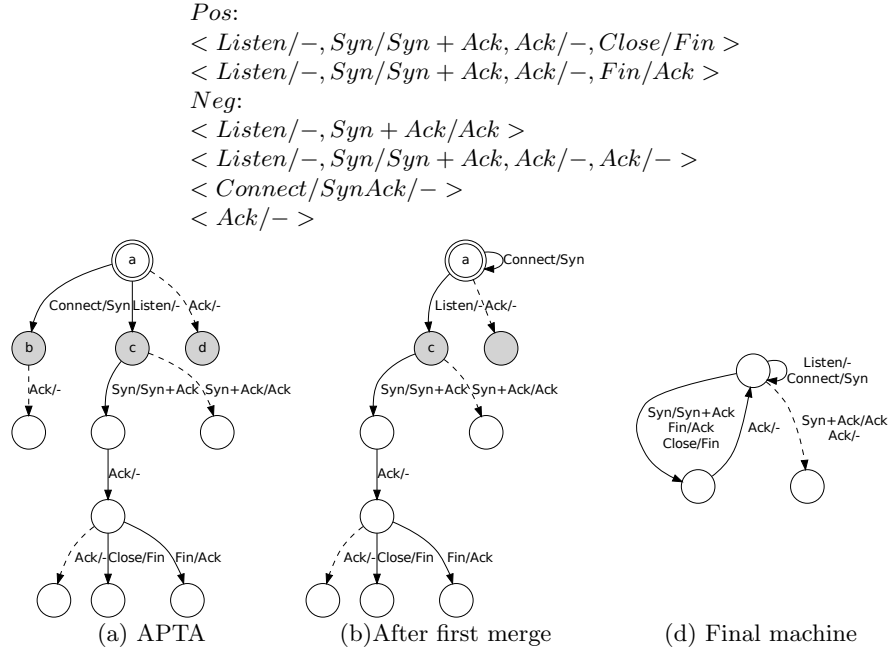 Pos:
< Listen/−, Syn/Syn + Ack, Ack/−, Close/Fin >
< Listen/−, Syn/Syn + Ack, Ack/−, Fin/Ack >
Neg:
< Listen/−, Syn + Ack/Ack >
< Listen/−, Syn/Syn + Ack, Ack/−, Ack/− >
< Connect/SynAck/− >
< Ack/− >
a
Connect/Syn
Listen/-
Ack/-
b
c
d
Ack/-
Syn/Syn+Ack
Syn+Ack/Ack
Ack/-
Ack/-
Close/Fin
Fin/Ack
(a) APTA
a
Connect/Syn
Listen/-
Ack/-
c
Syn/Syn+Ack
Syn+Ack/Ack
Ack/-
Ack/-
Close/Fin
Fin/Ack
(b)After first merge
Listen/-
Connect/Syn
Syn/Syn+Ack
Fin/Ack
Close/Fin
Ack/-
Syn+Ack/Ack
Ack/-
(d) Final machine